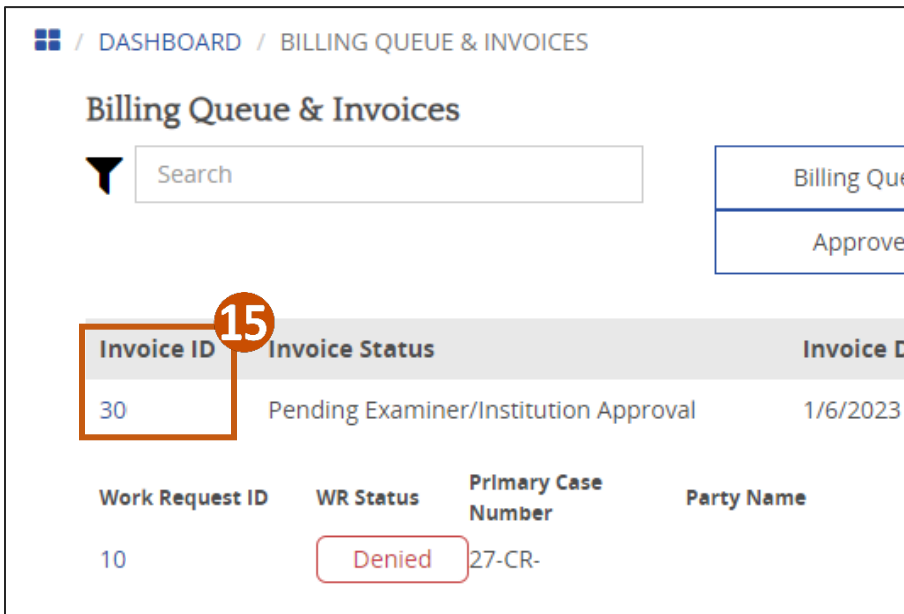 / DASHBOARD / BILLING QUEUE & INVOICES
Billing Queue & Invoices
Search
Billing Que
Approve
15
Invoice ID Invoice Status Invoice D
30 Pending Examiner/Institution Approval 1/6/2023
Work Request ID WR Status Primary Case Number Party Name
10 Denied 27-CR-